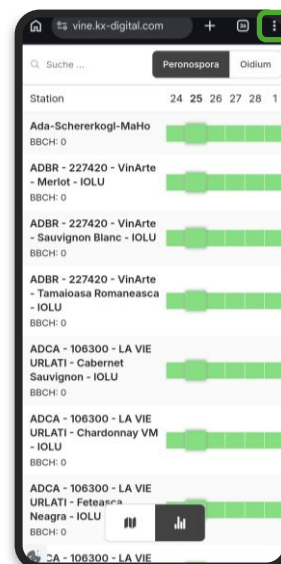 vine.kx-digital.com
Suche ...
Peronospora
Oidium
Station 24 25 26 27 28 1
Ada-Schererkogl-MaHo
BBCH: 0
ADBR - 227420 - VinArte
- Merlot - IOLU
BBCH: 0
ADBR - 227420 - VinArte
- Sauvignon Blanc - IOLU
BBCH: 0
ADBR - 227420 - VinArte
- Tamaioasa Romaneasca
- IOLU
BBCH: 0
ADCA - 106300 - LA VIE
URLATI - Cabernet
Sauvignon - IOLU
BBCH: 0
ADCA - 106300 - LA VIE
URLATI - Chardonnay VM
- IOLU
BBCH: 0
ADCA - 106300 - LA VIE
URLATI - Feteasca
Neagra - IOLU
BBCH: 0
CA - 106300 - LA VIE